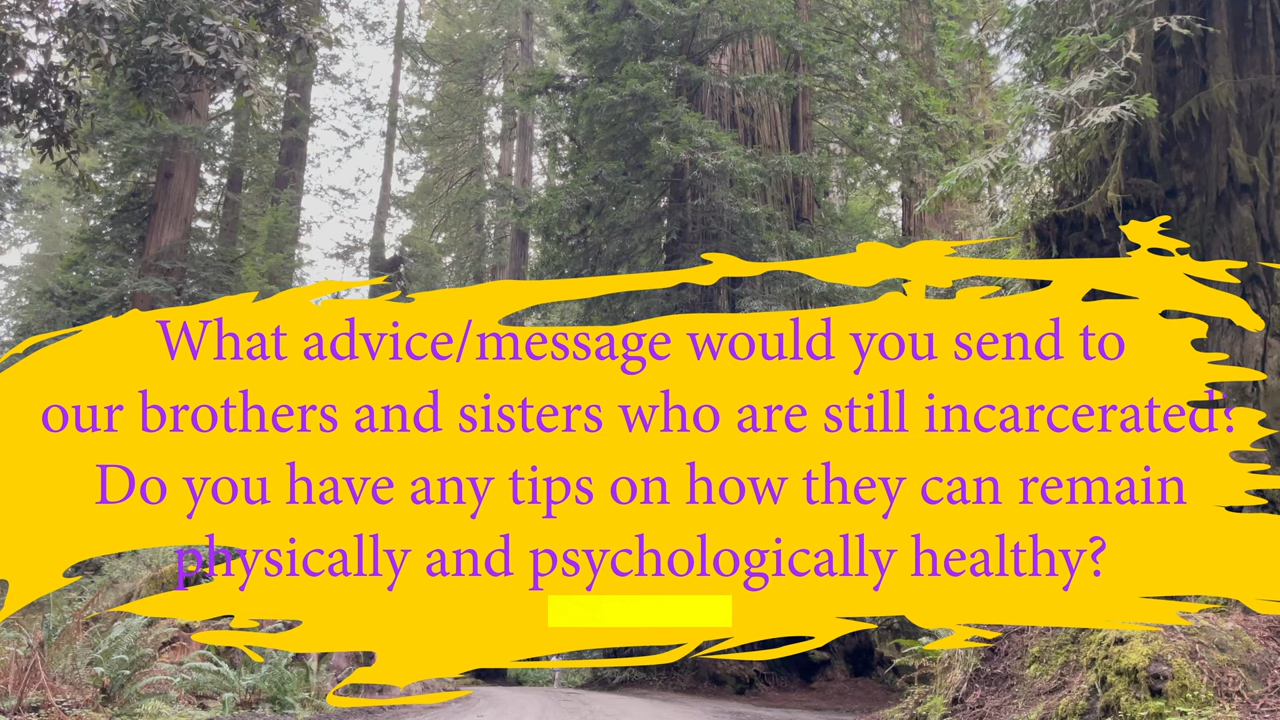 What advice/message would you send to
our brothers and sisters who are still incarcerated?
Do you have any tips on how they can remain
physically and psychologically healthy?